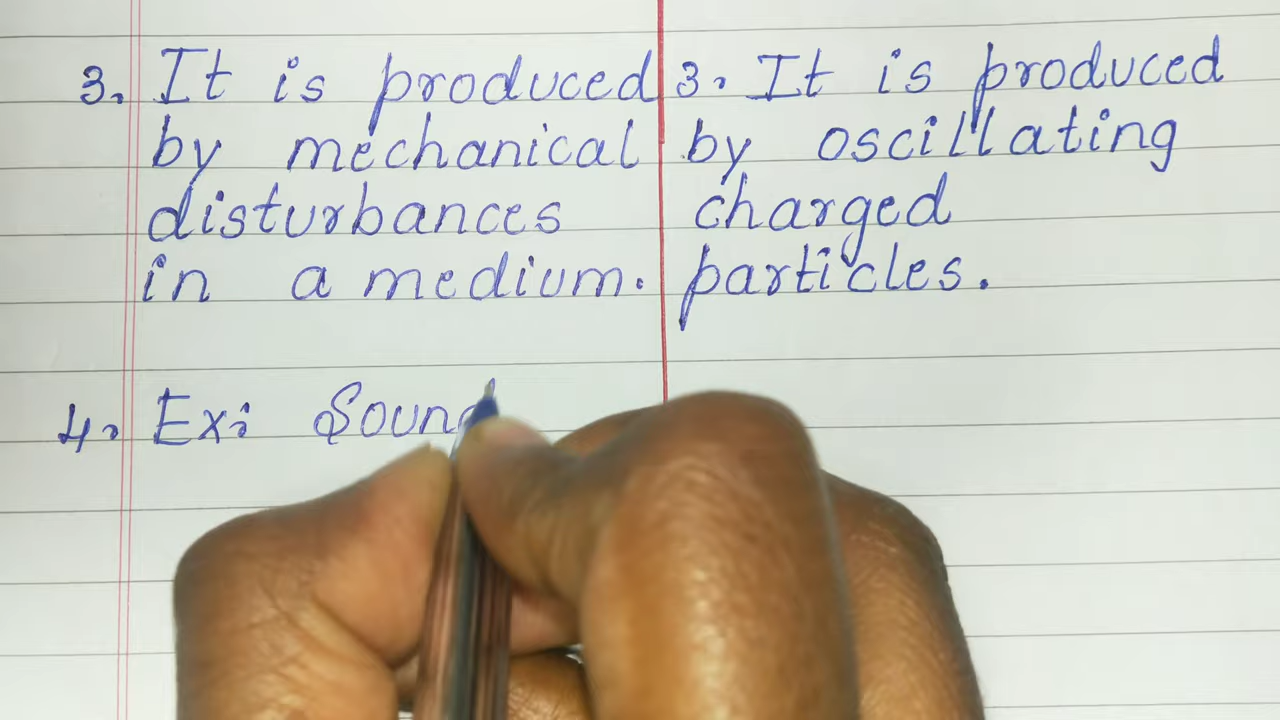 3. It is produced
by mechanical
disturbances
in a medium.
3. It is produced
by oscillating
charged
particles.
4. Ex: Sound